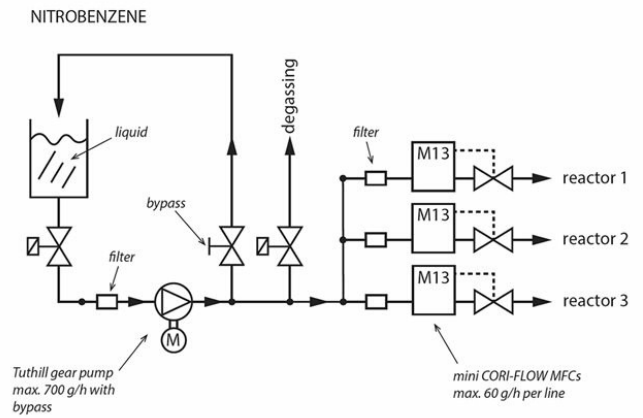 NITROBENZENE
liquid
degassing
filter
M13
reactor 1
bypass
M13
reactor 2
filter
M13
reactor 3
M
Tuthill gear pump
max. 700 g/h with
bypass
mini CORI-FLOW MFCs
max. 60 g/h per line